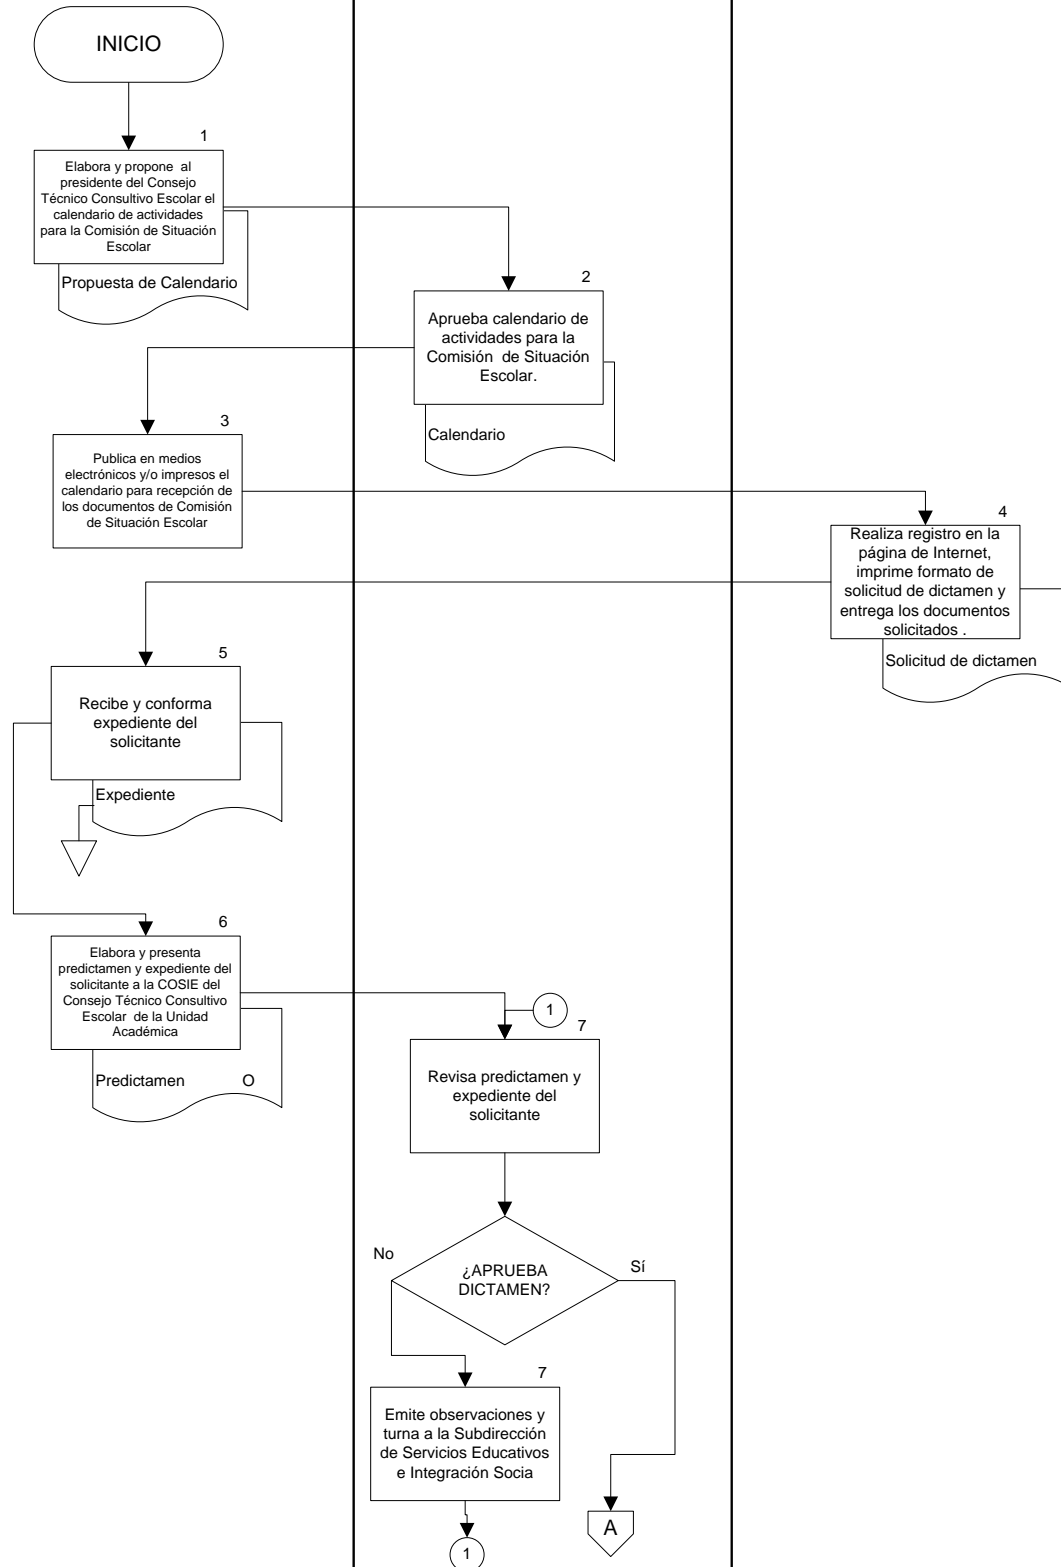 INICIO
1
Elabora y propone al
presidente del Consejo
Técnico Consultivo Escolar el
calendario de actividades
para la Comisión de Situación
Escolar
Propuesta de Calendario
2
Aprueba calendario de
actividades para la
Comisión de Situación
Escolar.
Calendario
3
Publica en medios
electrónicos y/o impresos el
calendario para recepción de
los documentos de Comisión
de Situación Escolar
4
Realiza registro en la
página de Internet,
imprime formato de
solicitud de dictamen y
entrega los documentos
solicitados .
Solicitud de dictamen
5
Recibe y conforma
expediente del
solicitante
Expediente
6
Elabora y presenta
predictamen y expediente del
solicitante a la COSIE del
Consejo Técnico Consultivo
Escolar de la Unidad
Académica
Predictamen O
1
7
Revisa predictamen y
expediente del
solicitante
No
¿APRUEBA
DICTAMEN?
Sí
7
Emite observaciones y
turna a la Subdirección
de Servicios Educativos
e Integración Socia
A
1